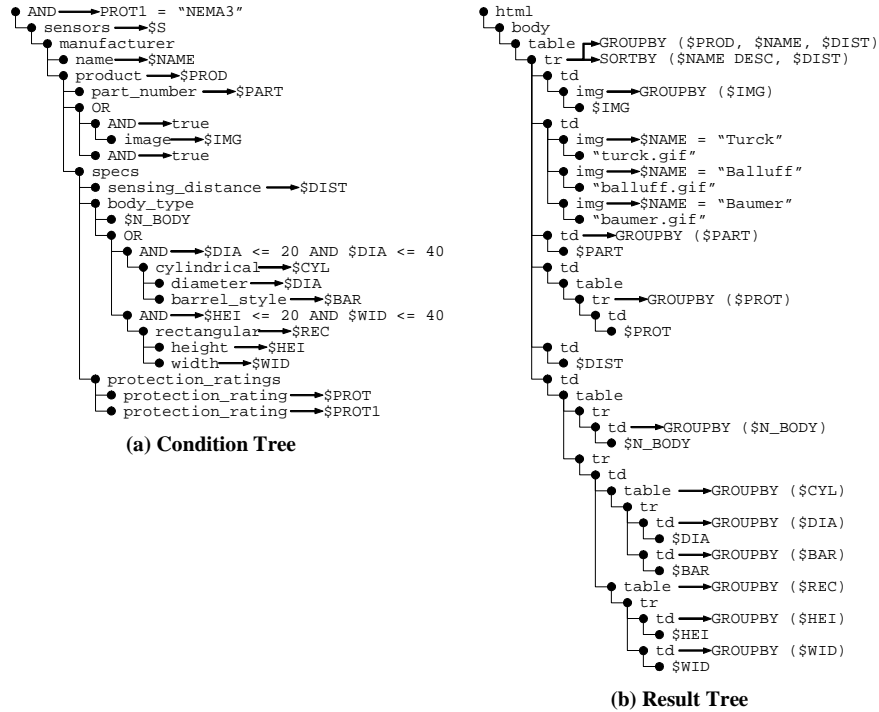 AND PROT1 = “NEMA3”
sensors $S
manufacturer
name $NAME
product $PROD
part_number $PART
OR
AND true
image $IMG
AND true
specs
sensing_distance $DIST
body_type
$N_BODY
OR
AND $DIA <= 20 AND $DIA <= 40
cylindrical $CYL
diameter $DIA
barrel_style $BAR
AND $HEI <= 20 AND $WID <= 40
rectangular $REC
height $HEI
width $WID
protection_ratings
protection_rating $PROT
protection_rating $PROT1
(a) Condition Tree
html
body
table GROUPBY ($PROD, $NAME, $DIST)
tr SORTBY ($NAME DESC, $DIST)
td
img GROUPBY ($IMG)
$IMG
td
img $NAME = “Turck”
“turck.gif”
img $NAME = “Balluff”
“balluff.gif”
img $NAME = “Baumer”
“baumer.gif”
td GROUPBY ($PART)
$PART
td
table
tr GROUPBY ($PROT)
td
$PROT
td
$DIST
td
table
tr
td GROUPBY ($N_BODY)
$N_BODY
tr
td
table GROUPBY ($CYL)
tr
td GROUPBY ($DIA)
$DIA
td GROUPBY ($BAR)
$BAR
table GROUPBY ($REC)
tr
td GROUPBY ($HEI)
$HEI
td GROUPBY ($WID)
$WID
(b) Result Tree